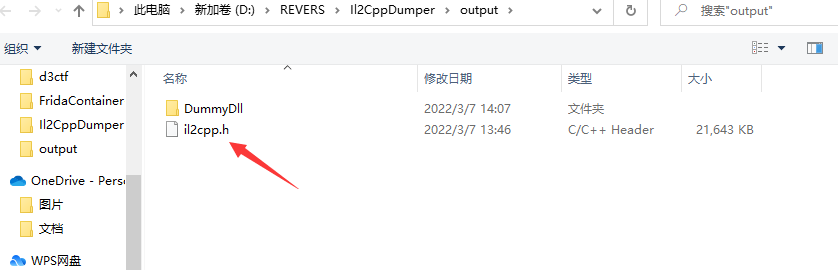 此电脑 › 新加卷 (D:) › REVERS › Il2CppDumper › output ›
搜索"output"
组织 新建文件夹
名称 修改日期 类型 大小
d3ctf
FridaContainer
Il2CppDumper
output
OneDrive - Perso
图片
文档
WPS网盘
DummyDll 2022/3/7 14:07 文件夹
il2cpp.h 2022/3/7 13:46 C/C++ Header 21,643 KB